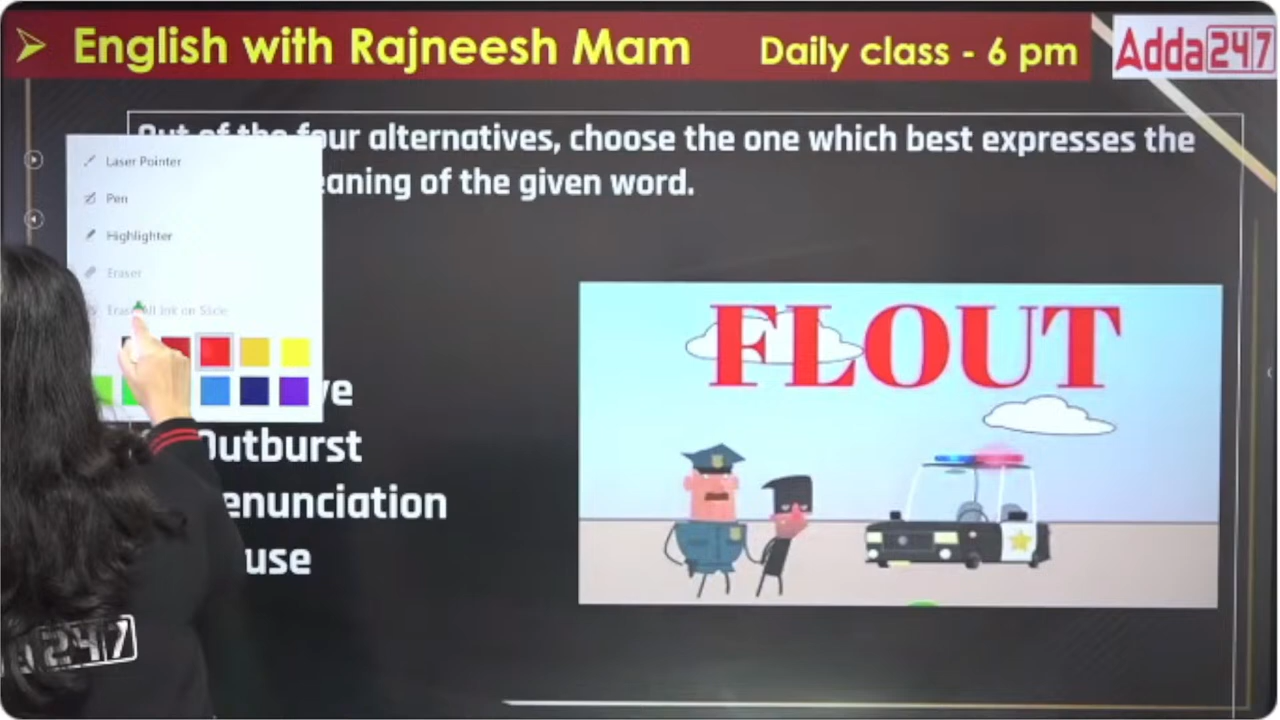 English with Rajneesh Mam
Daily class - 6 pm
Adda247
Out of the four alternatives, choose the one which best expresses the
eaning of the given word.
Laser Pointer
Pen
Highlighter
Eraser
Erase All Ink on Slide
FLOUT
ve
Outburst
enunciation
use
247